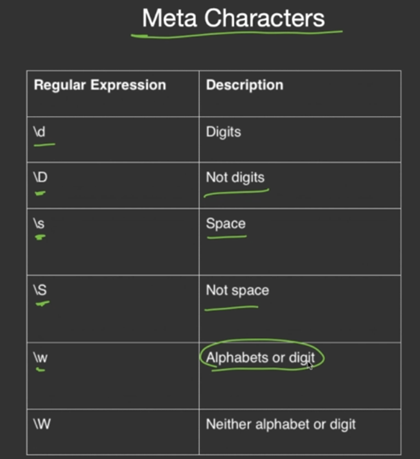 Meta Characters
Regular Expression Description
\d Digits
\D Not digits
\s Space
\S Not space
\w Alphabets or digit
\W Neither alphabet or digit